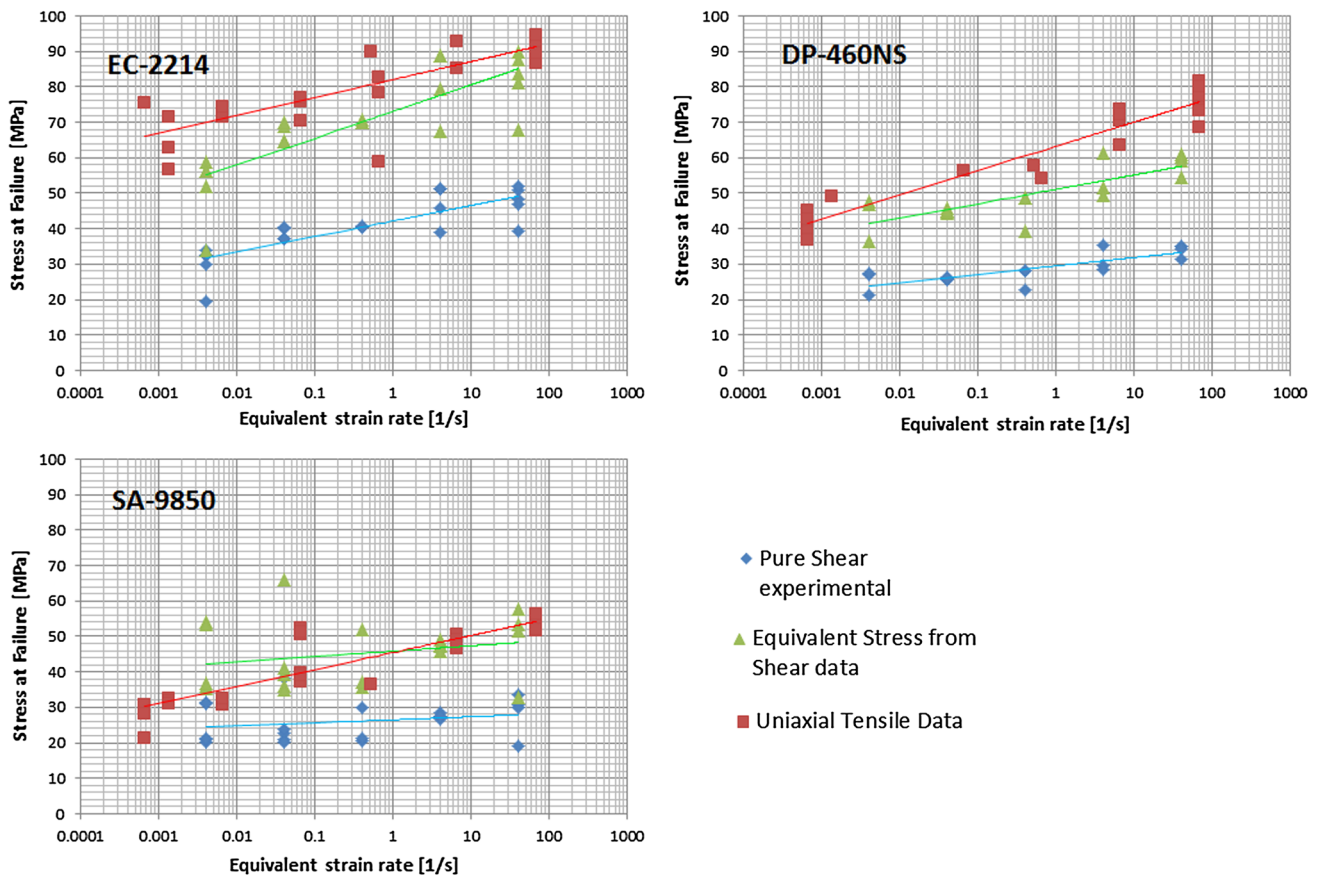 EC-2214
Stress at Failure [MPa]
100
90
80
70
60
50
40
30
20
10
0
0.0001 0.001 0.01 0.1 1 10 100 1000
Equivalent strain rate [1/s]
DP-460NS
Stress at Failure [MPa]
100
90
80
70
60
50
40
30
20
10
0
0.0001 0.001 0.01 0.1 1 10 100 1000
Equivalent strain rate [1/s]
SA-9850
Stress at Failure [MPa]
100
90
80
70
60
50
40
30
20
10
0
0.0001 0.001 0.01 0.1 1 10 100 1000
Equivalent strain rate [1/s]
Pure Shear
experimental
Equivalent Stress from
Shear data
Uniaxial Tensile Data